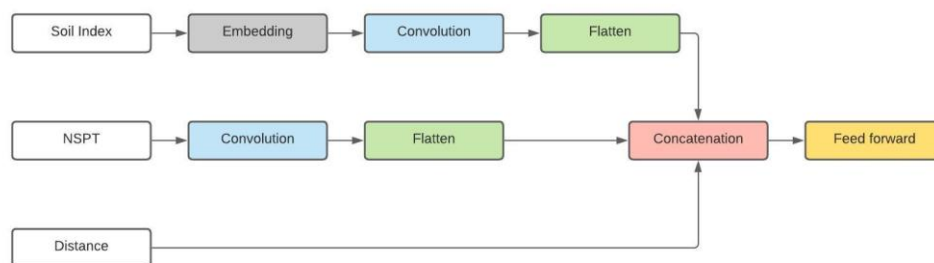 Soil Index
Embedding
Convolution
Flatten
NSPT
Convolution
Flatten
Concatenation
Feed forward
Distance